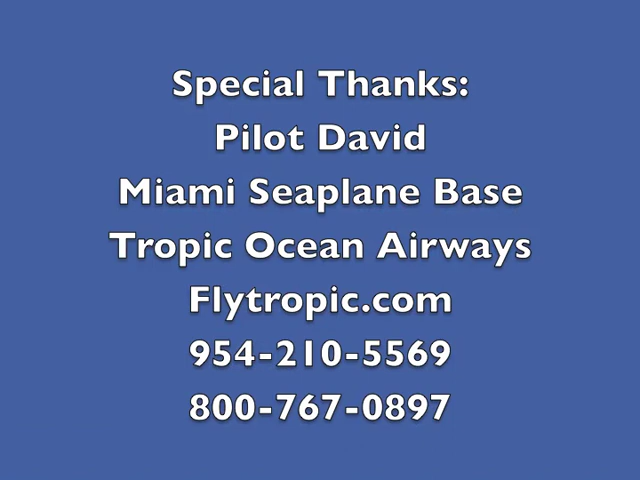 Special Thanks:
Pilot David
Miami Seaplane Base
Tropic Ocean Airways
Flytropic.com
954-210-5569
800-767-0897